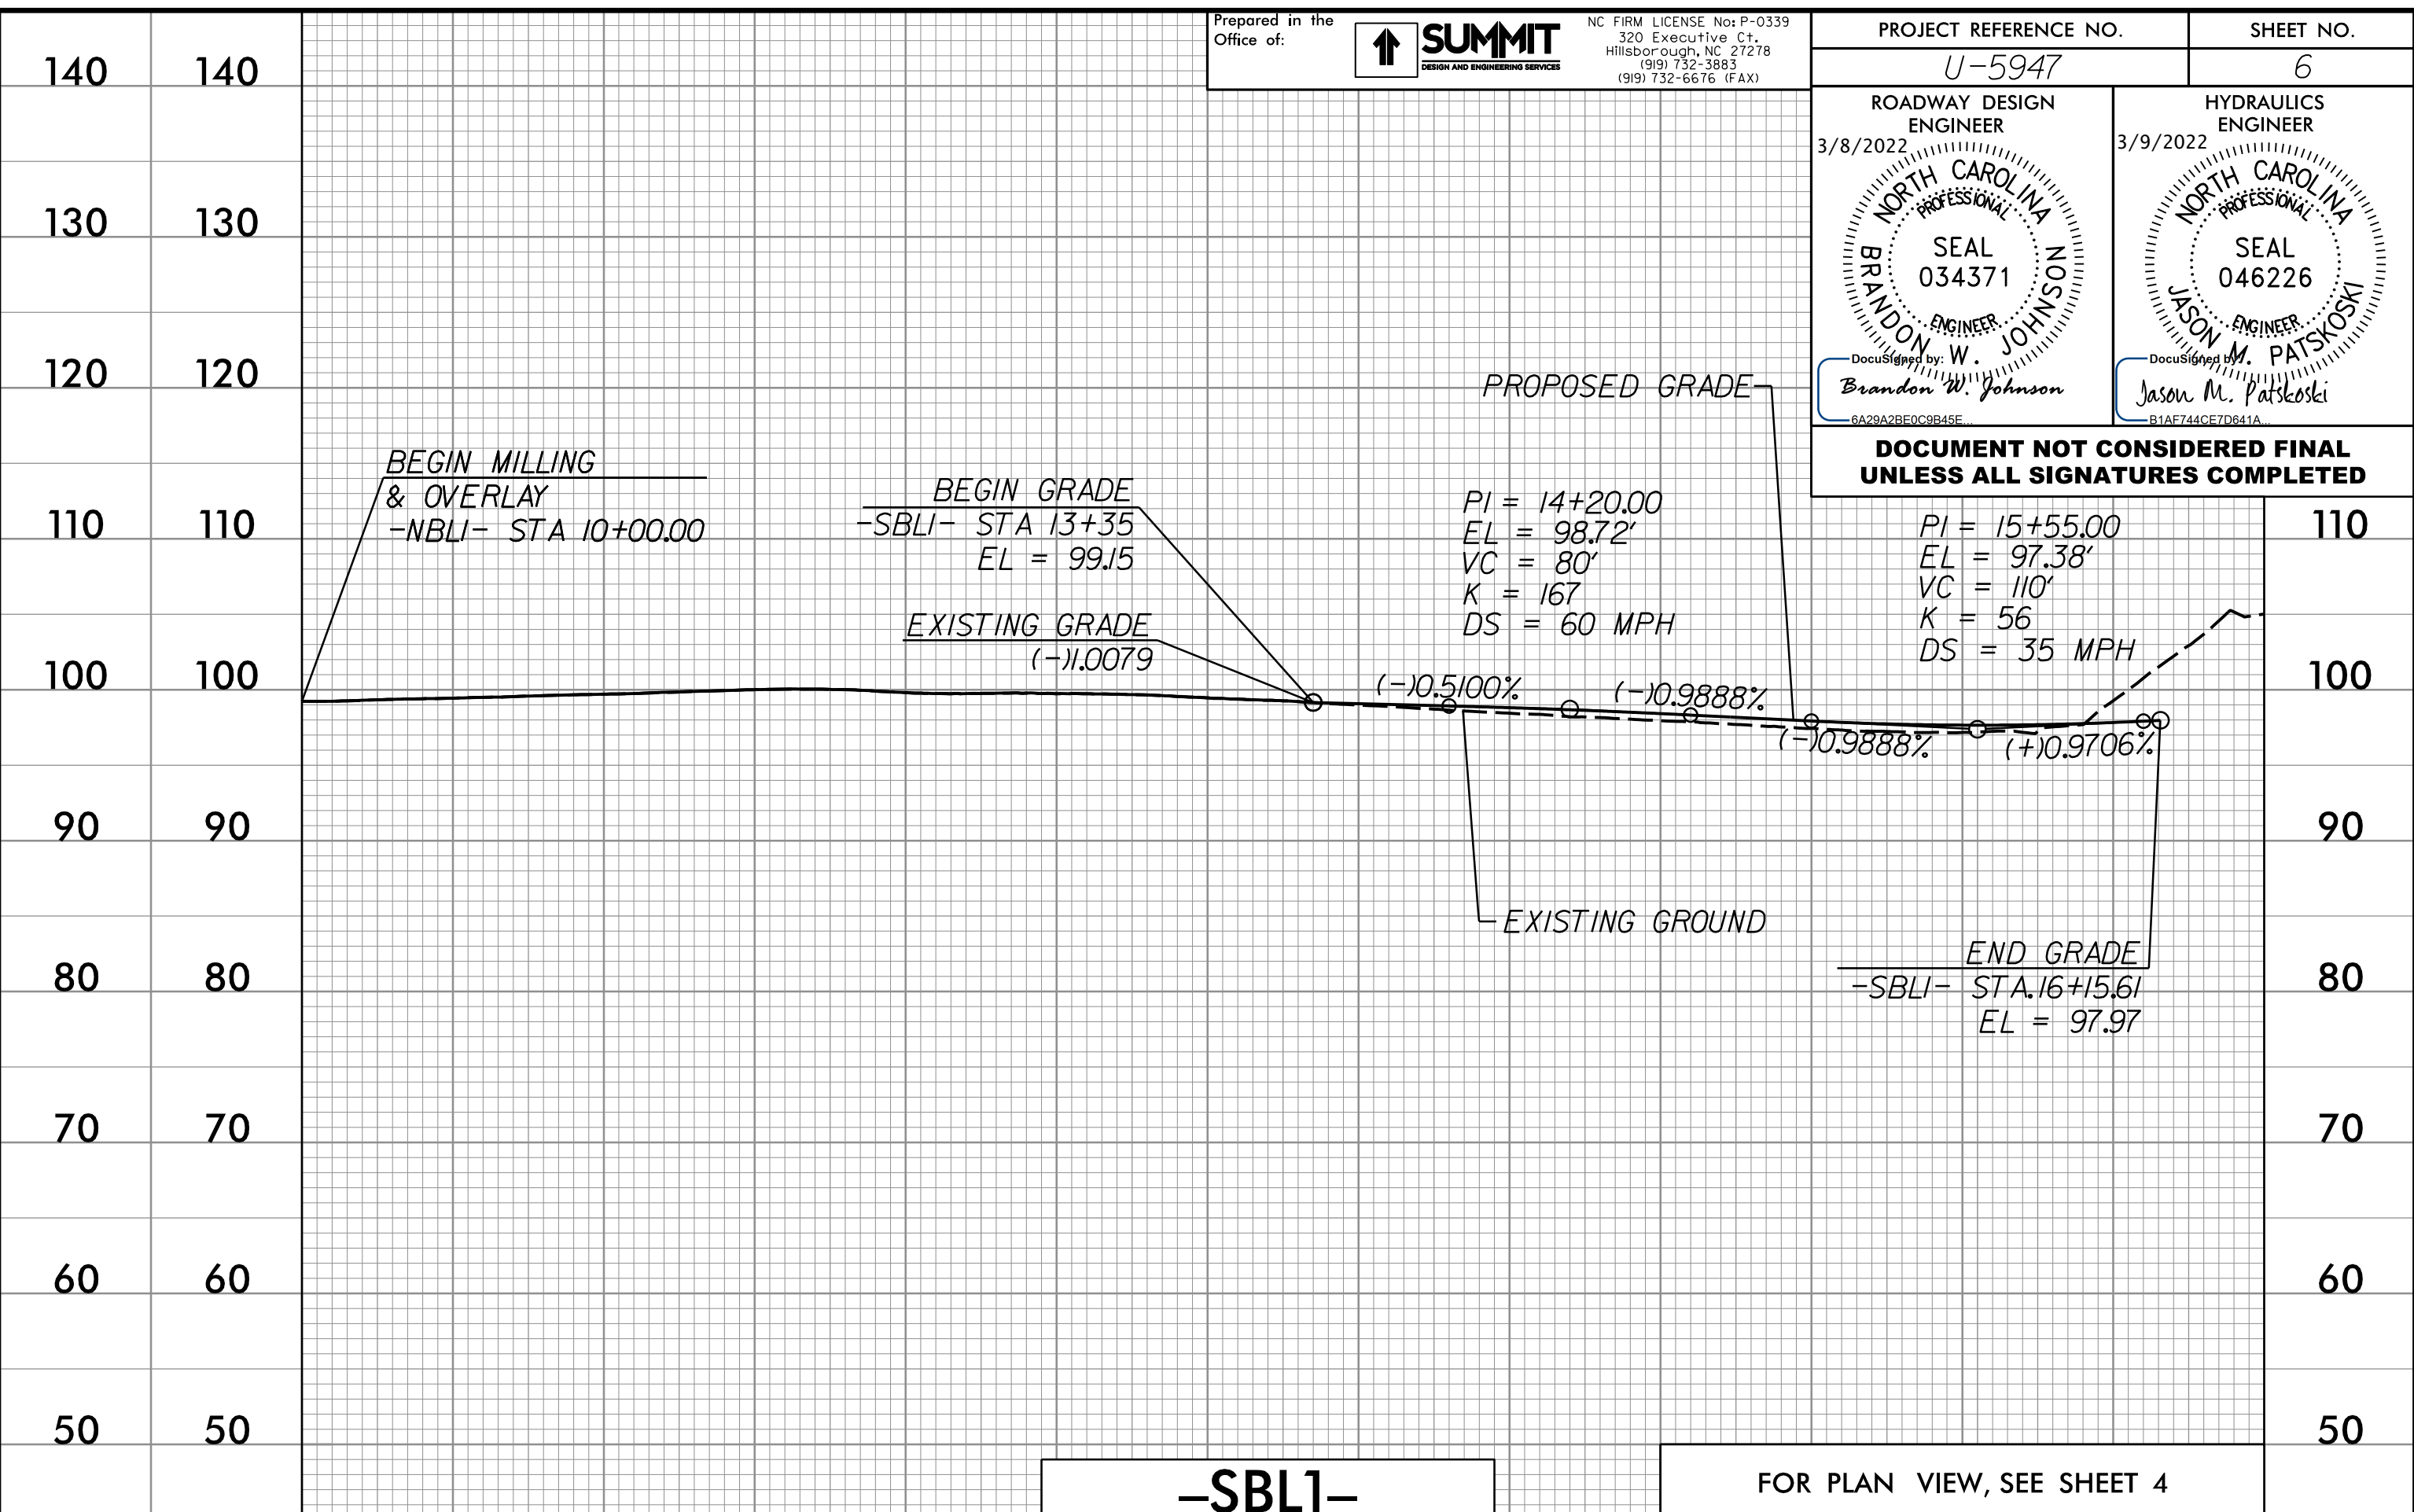 Prepared in the
Office of:
SUMMIT
DESIGN AND ENGINEERING SERVICES
NC FIRM LICENSE No: P-0339
320 Executive Ct.
Hillsborough, NC 27278
(919) 732-3883
(919) 732-6676 (FAX)
PROJECT REFERENCE NO.
SHEET NO.
U-5947
6
ROADWAY DESIGN
ENGINEER
3/8/2022
NORTH CAROLINA
PROFESSIONAL
SEAL
034371
ENGINEER
BRANDON W. JOHNSON
DocuSigned by:
Brandon W. Johnson
6A29A2BE0C9B45E...
HYDRAULICS
ENGINEER
3/9/2022
NORTH CAROLINA
PROFESSIONAL
SEAL
046226
ENGINEER
JASON M. PATSKOSKI
DocuSigned by:
Jason M. Patskoski
B1AF744CE7D641A...
DOCUMENT NOT CONSIDERED FINAL
UNLESS ALL SIGNATURES COMPLETED
140 140
130 130
120 120
110 110 110
100 100 100
90 90 90
80 80 80
70 70 70
60 60 60
50 50 50
BEGIN MILLING
& OVERLAY
-NBL1- STA 10+00.00
BEGIN GRADE
-SBL1- STA 13+35
EL = 99.15
EXISTING GRADE
(-)1.0079
PROPOSED GRADE
PI = 14+20.00
EL = 98.72'
VC = 80'
K = 167
DS = 60 MPH
PI = 15+55.00
EL = 97.38'
VC = 110'
K = 56
DS = 35 MPH
(-)0.5100%
(-)0.9888%
(-)0.9888%
(+)0.9706%
EXISTING GROUND
END GRADE
-SBL1- STA.16+15.61
EL = 97.97
-SBL1-
FOR PLAN VIEW, SEE SHEET 4